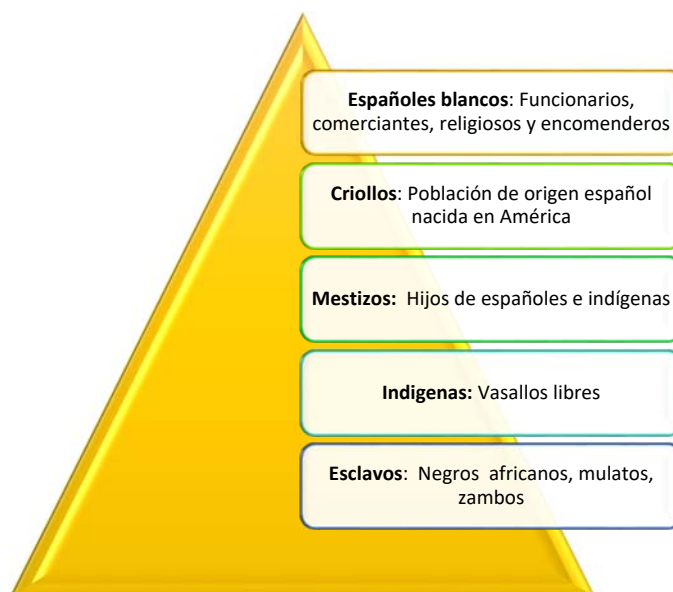 Españoles blancos: Funcionarios,
comerciantes, religiosos y encomenderos
Criollos: Población de origen español
nacida en América
Mestizos: Hijos de españoles e indígenas
Indigenas: Vasallos libres
Esclavos: Negros africanos, mulatos,
zambos